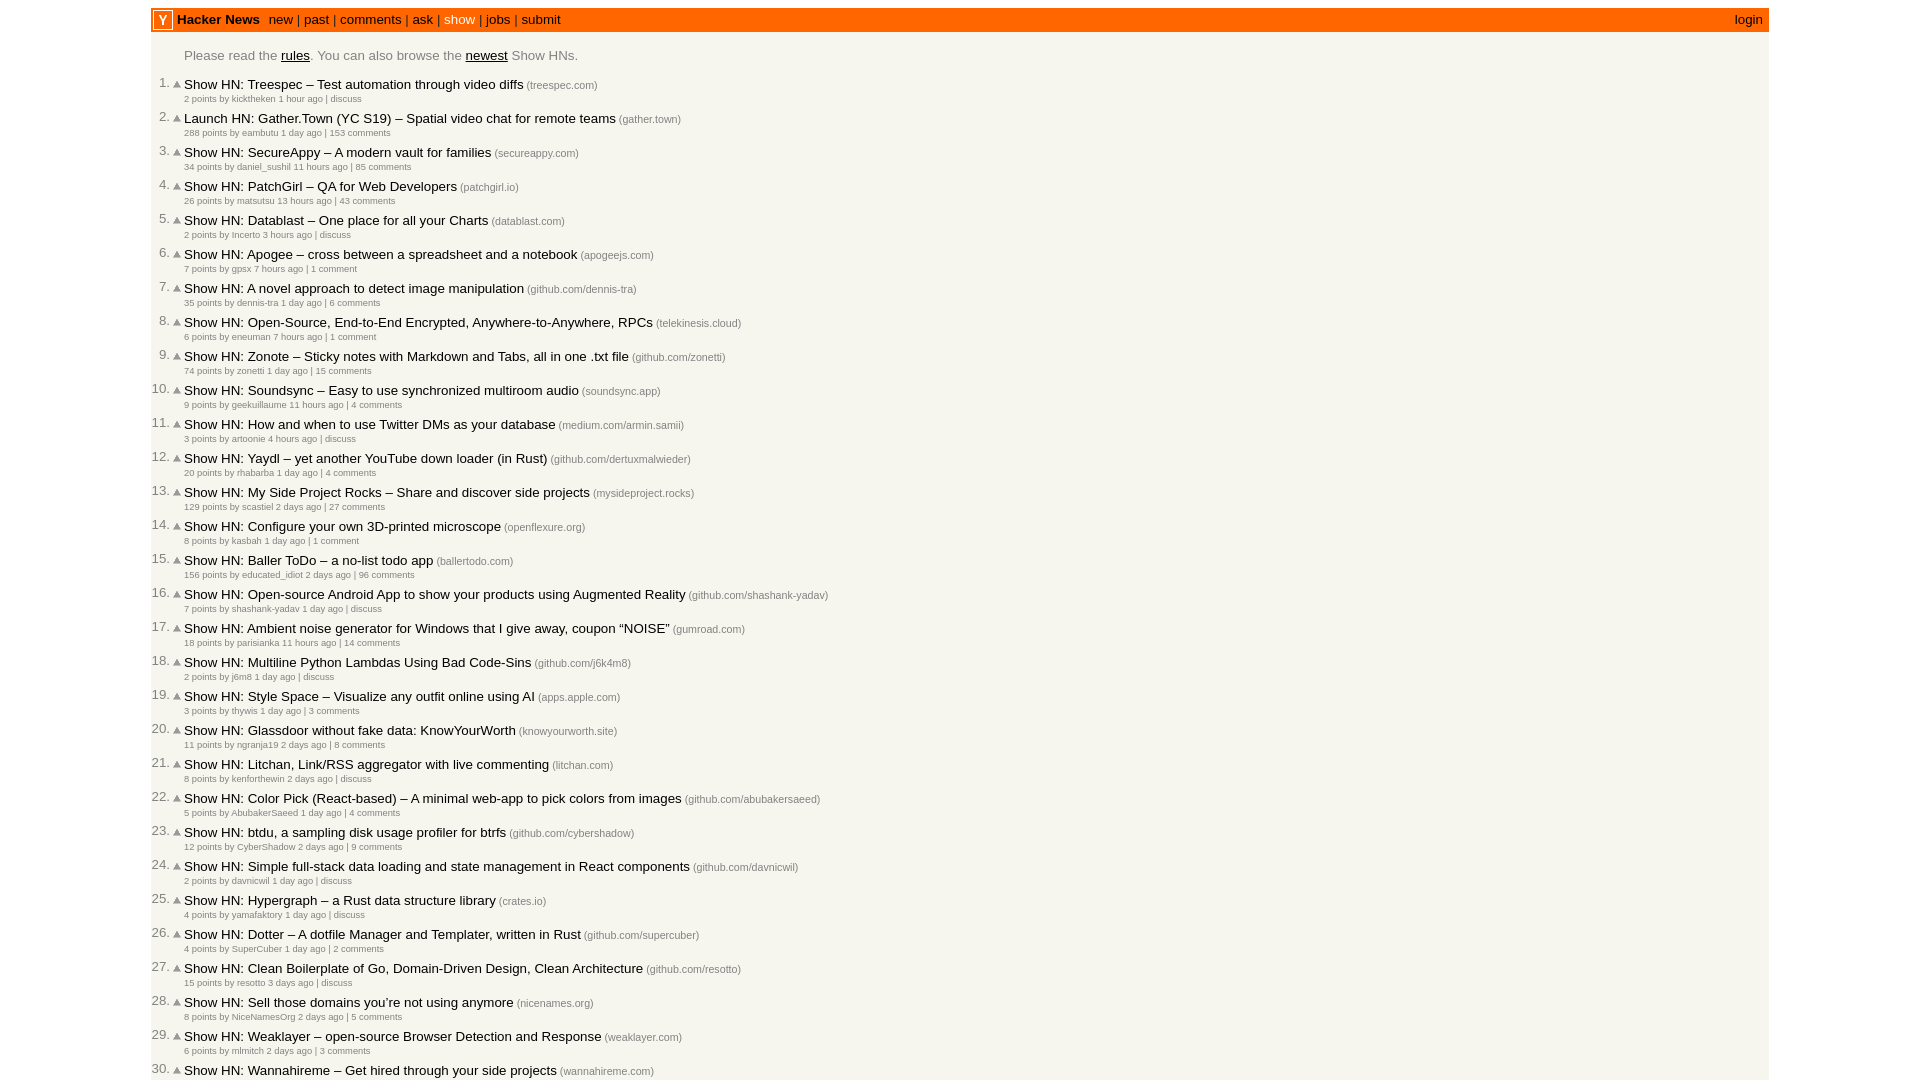 Y Hacker News new | past | comments | ask | show | jobs | submit login
Please read the rules. You can also browse the newest Show HNs.
1. Show HN: Treespec – Test automation through video diffs (treespec.com)
2 points by kicktheken 1 hour ago | discuss
2. Launch HN: Gather.Town (YC S19) – Spatial video chat for remote teams (gather.town)
288 points by eambutu 1 day ago | 153 comments
3. Show HN: SecureAppy – A modern vault for families (secureappy.com)
34 points by daniel_sushil 11 hours ago | 85 comments
4. Show HN: PatchGirl – QA for Web Developers (patchgirl.io)
26 points by matsutsu 13 hours ago | 43 comments
5. Show HN: Datablast – One place for all your Charts (datablast.com)
2 points by Incerto 3 hours ago | discuss
6. Show HN: Apogee – cross between a spreadsheet and a notebook (apogeejs.com)
7 points by gpsx 7 hours ago | 1 comment
7. Show HN: A novel approach to detect image manipulation (github.com/dennis-tra)
35 points by dennis-tra 1 day ago | 6 comments
8. Show HN: Open-Source, End-to-End Encrypted, Anywhere-to-Anywhere, RPCs (telekinesis.cloud)
6 points by eneuman 7 hours ago | 1 comment
9. Show HN: Zonote – Sticky notes with Markdown and Tabs, all in one .txt file (github.com/zonetti)
74 points by zonetti 1 day ago | 15 comments
10. Show HN: Soundsync – Easy to use synchronized multiroom audio (soundsync.app)
9 points by geekuillaume 11 hours ago | 4 comments
11. Show HN: How and when to use Twitter DMs as your database (medium.com/armin.samii)
3 points by artoonie 4 hours ago | discuss
12. Show HN: Yaydl – yet another YouTube down loader (in Rust) (github.com/dertuxmalwieder)
20 points by rhabarba 1 day ago | 4 comments
13. Show HN: My Side Project Rocks – Share and discover side projects (mysideproject.rocks)
129 points by scastiel 2 days ago | 27 comments
14. Show HN: Configure your own 3D-printed microscope (openflexure.org)
8 points by kasbah 1 day ago | 1 comment
15. Show HN: Baller ToDo – a no-list todo app (ballertodo.com)
156 points by educated_idiot 2 days ago | 96 comments
16. Show HN: Open-source Android App to show your products using Augmented Reality (github.com/shashank-yadav)
7 points by shashank-yadav 1 day ago | discuss
17. Show HN: Ambient noise generator for Windows that I give away, coupon “NOISE” (gumroad.com)
18 points by parisianka 11 hours ago | 14 comments
18. Show HN: Multiline Python Lambdas Using Bad Code-Sins (github.com/j6k4m8)
2 points by j6m8 1 day ago | discuss
19. Show HN: Style Space – Visualize any outfit online using AI (apps.apple.com)
3 points by thywis 1 day ago | 3 comments
20. Show HN: Glassdoor without fake data: KnowYourWorth (knowyourworth.site)
11 points by ngranja19 2 days ago | 8 comments
21. Show HN: Litchan, Link/RSS aggregator with live commenting (litchan.com)
8 points by kenforthewin 2 days ago | discuss
22. Show HN: Color Pick (React-based) – A minimal web-app to pick colors from images (github.com/abubakersaeed)
5 points by AbubakerSaeed 1 day ago | 4 comments
23. Show HN: btdu, a sampling disk usage profiler for btrfs (github.com/cybershadow)
12 points by CyberShadow 2 days ago | 9 comments
24. Show HN: Simple full-stack data loading and state management in React components (github.com/davnicwil)
2 points by davnicwil 1 day ago | discuss
25. Show HN: Hypergraph – a Rust data structure library (crates.io)
4 points by yamafaktory 1 day ago | discuss
26. Show HN: Dotter – A dotfile Manager and Templater, written in Rust (github.com/supercuber)
4 points by SuperCuber 1 day ago | 2 comments
27. Show HN: Clean Boilerplate of Go, Domain-Driven Design, Clean Architecture (github.com/resotto)
15 points by resotto 3 days ago | discuss
28. Show HN: Sell those domains you’re not using anymore (nicenames.org)
8 points by NiceNamesOrg 2 days ago | 5 comments
29. Show HN: Weaklayer – open-source Browser Detection and Response (weaklayer.com)
6 points by mlmitch 2 days ago | 3 comments
30. Show HN: Wannahireme – Get hired through your side projects (wannahireme.com)